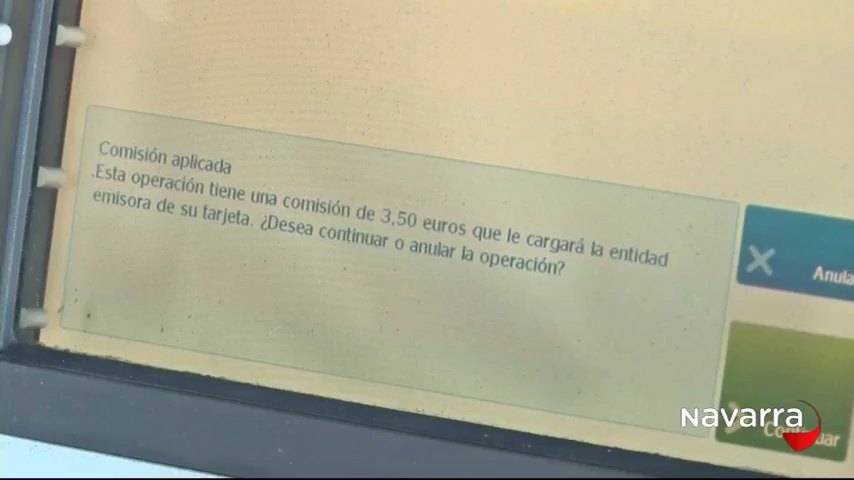 Comisión aplicada
.Esta operación tiene una comisión de 3,50 euros que le cargará la entidad
emisora de su tarjeta. ¿Desea continuar o anular la operación?
Anula
Navarra